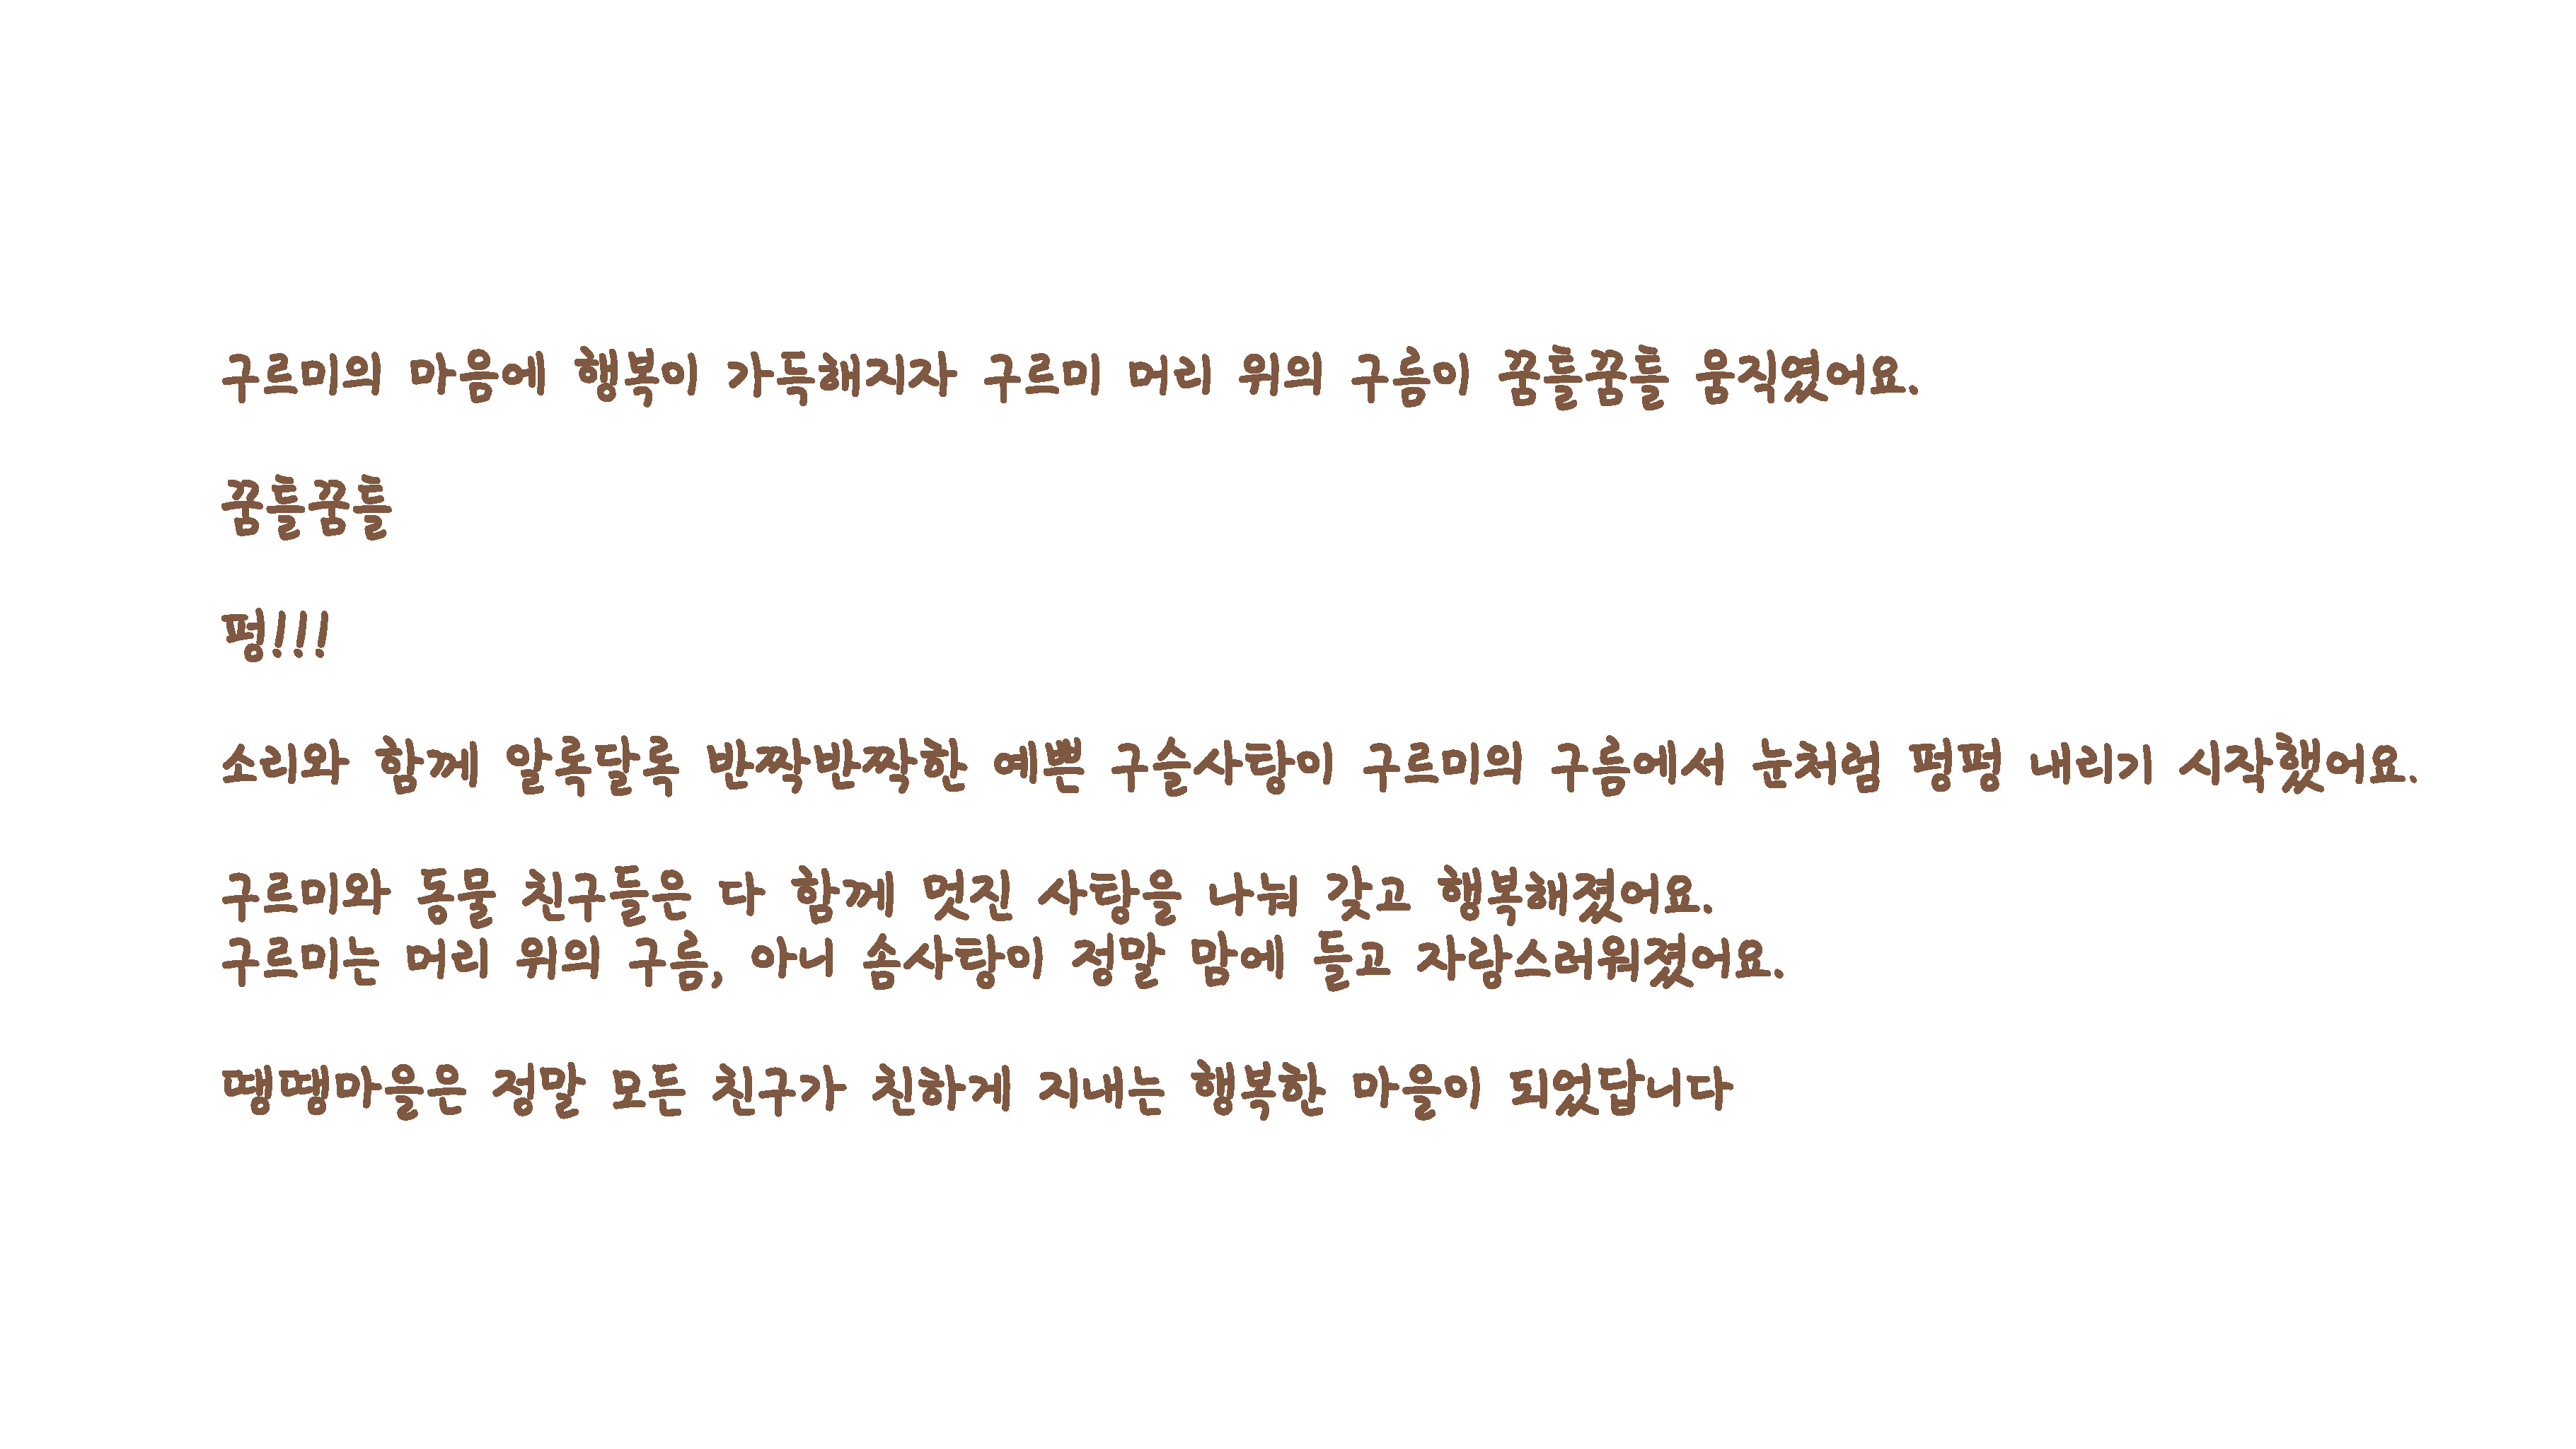 구르미의 마음에 행복이 가득해지자 구르미 머리 위의 구름이 꿈틀꿈틀 움직였어요.
꿈틀꿈틀
펑!!!
소리와 함께 알록달록 반짝반짝한 예쁜 구슬사탕이 구르미의 구름에서 눈처럼 펑펑 내리기 시작했어요.
구르미와 동물 친구들은 다 함께 멋진 사탕을 나눠 갖고 행복해졌어요.
구르미는 머리 위의 구름, 아니 솜사탕이 정말 맘에 들고 자랑스러워졌어요.
땡땡마을은 정말 모든 친구가 친하게 지내는 행복한 마을이 되었답니다